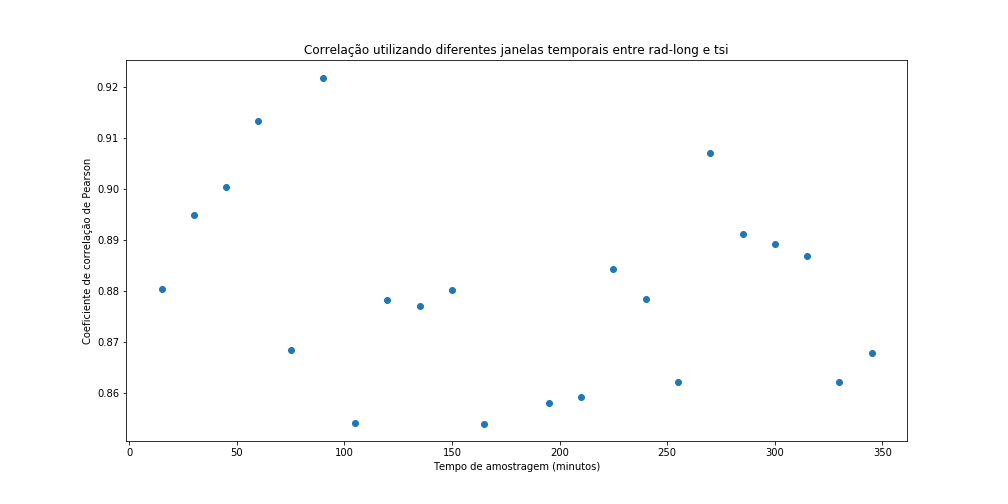 Correlação utilizando diferentes janelas temporais entre rad-long e tsi
Coeficiente de correlação de Pearson
0.92
0.91
0.90
0.89
0.88
0.87
0.86
0 50 100 150 200 250 300 350
Tempo de amostragem (minutos)